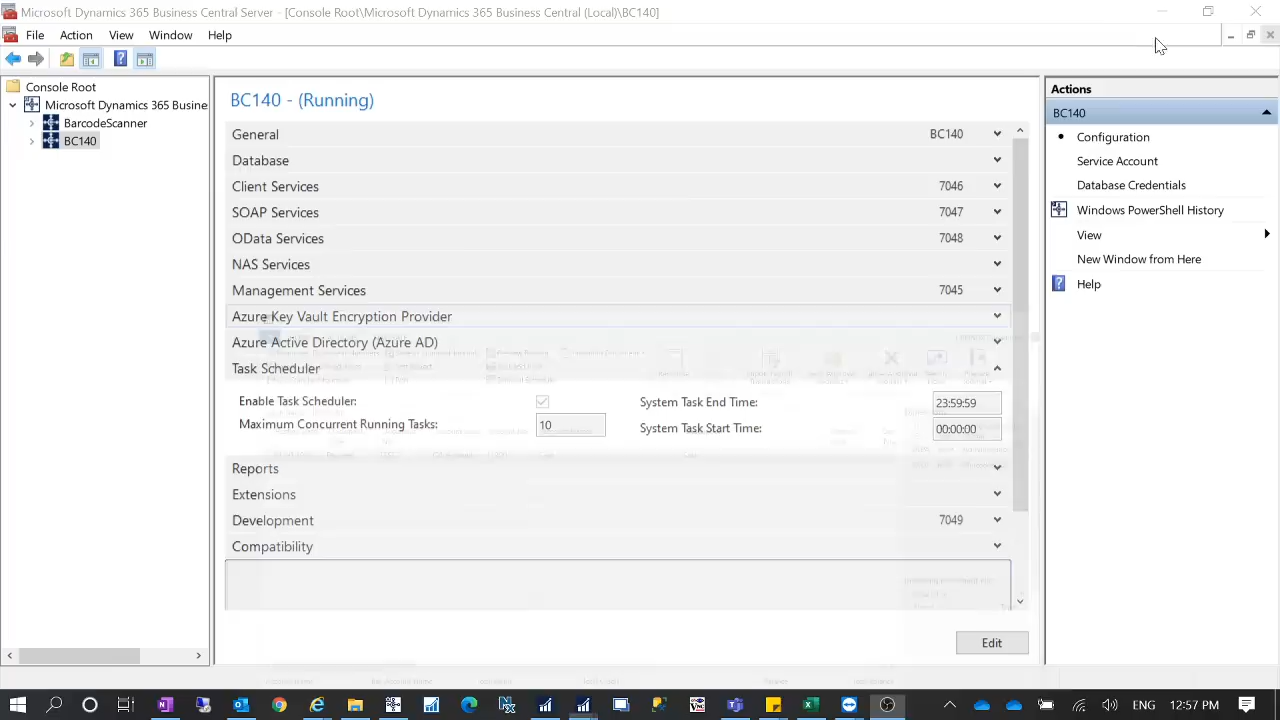 Microsoft Dynamics 365 Business Central Server - [Console Root\Microsoft Dynamics 365 Business Central (Local)\BC140]
File Action View Window Help
Console Root
Microsoft Dynamics 365 Busine
BarcodeScanner
BC140
BC140 - (Running)
General BC140
Database
Client Services 7046
SOAP Services 7047
OData Services 7048
NAS Services
Management Services 7045
Azure Key Vault Encryption Provider
Azure Active Directory (Azure AD)
Task Scheduler
Enable Task Scheduler: System Task End Time: 23:59:59
Maximum Concurrent Running Tasks: 10 System Task Start Time: 00:00:00
Reports
Extensions
Development 7049
Compatibility
Edit
Actions
BC140
Configuration
Service Account
Database Credentials
Windows PowerShell History
View
New Window from Here
Help
ENG 12:57 PM